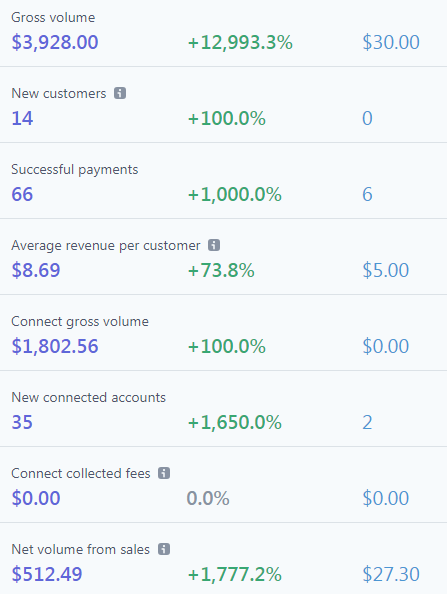 Gross volume
$3,928.00 +12,993.3% $30.00
New customers
14 +100.0% 0
Successful payments
66 +1,000.0% 6
Average revenue per customer
$8.69 +73.8% $5.00
Connect gross volume
$1,802.56 +100.0% $0.00
New connected accounts
35 +1,650.0% 2
Connect collected fees
$0.00 0.0% $0.00
Net volume from sales
$512.49 +1,777.2% $27.30